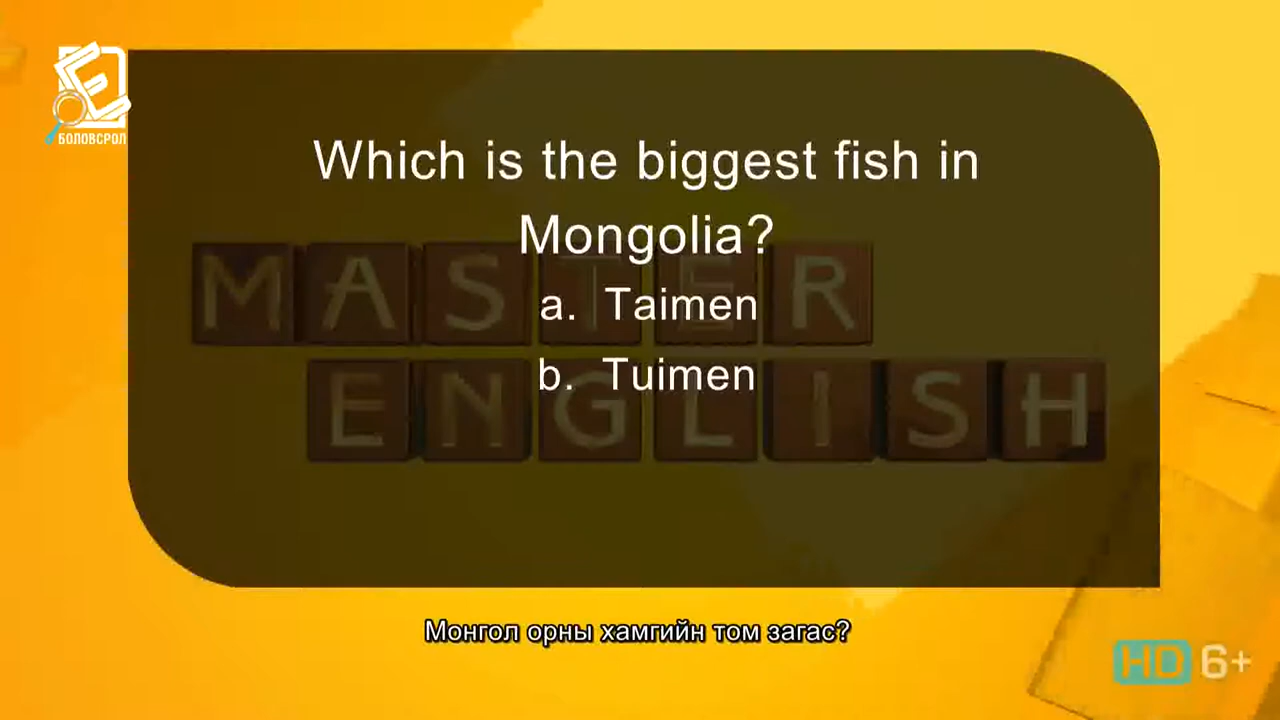 БОЛОВСРОЛ
Which is the biggest fish in
Mongolia?
a. Taimen
b. Tuimen
MASTER
ENGLISH
Монгол орны хамгийн том загас?
HD 6+